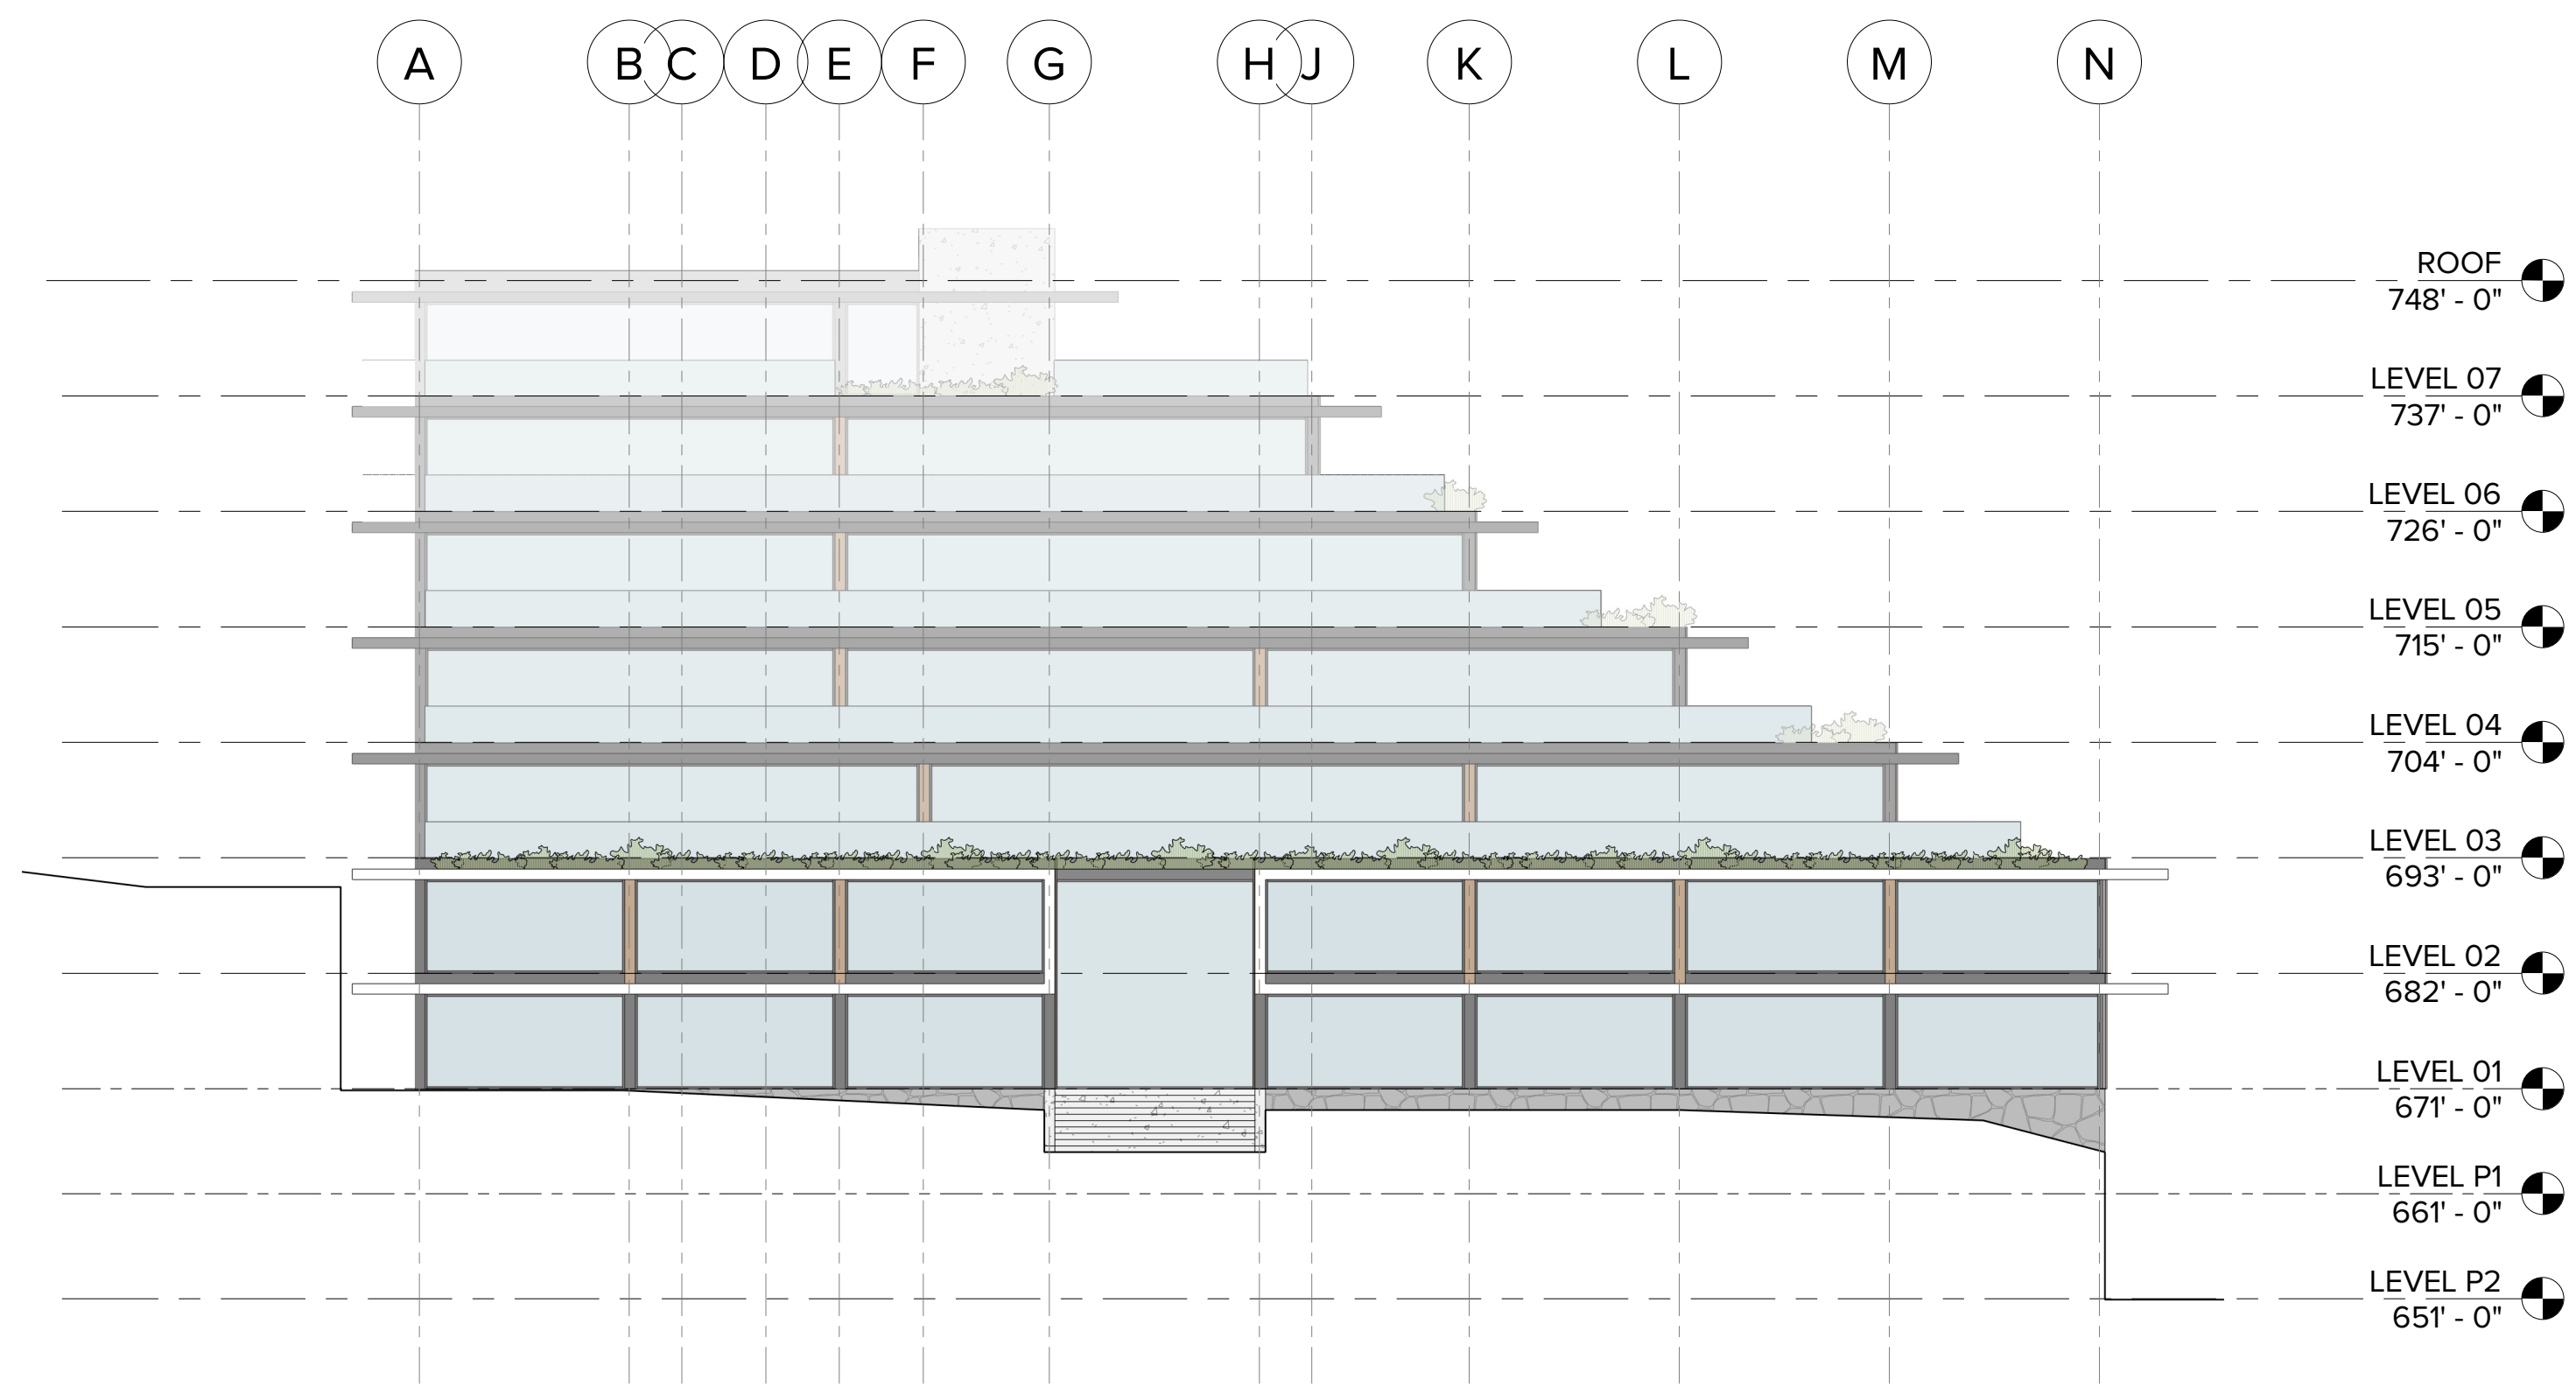 A B C D E F G H J K L M N
ROOF
748' - 0"
LEVEL 07
737' - 0"
LEVEL 06
726' - 0"
LEVEL 05
715' - 0"
LEVEL 04
704' - 0"
LEVEL 03
693' - 0"
LEVEL 02
682' - 0"
LEVEL 01
671' - 0"
LEVEL P1
661' - 0"
LEVEL P2
651' - 0"